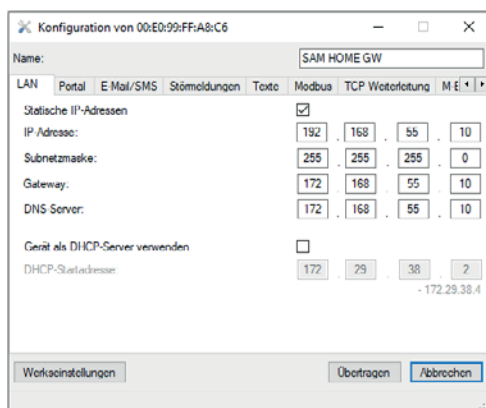 Konfiguration von 00:E0:99:FF:A8:C6
Name: SAM HOME GW
LAN Portal E-Mail/SMS Störmeldungen Texte Modbus TCP Weiterleitung M-E
Statische IP-Adressen
IP-Adresse: 192 . 168 . 55 . 10
Subnetzmaske: 255 . 255 . 255 . 0
Gateway: 172 . 168 . 55 . 10
DNS Server: 172 . 168 . 55 . 10
Gerät als DHCP-Server verwenden
DHCP-Startadresse: 172 . 29 . 38 . 2
- 172.29.38.4
Werkseinstellungen Übertragen Abbrechen